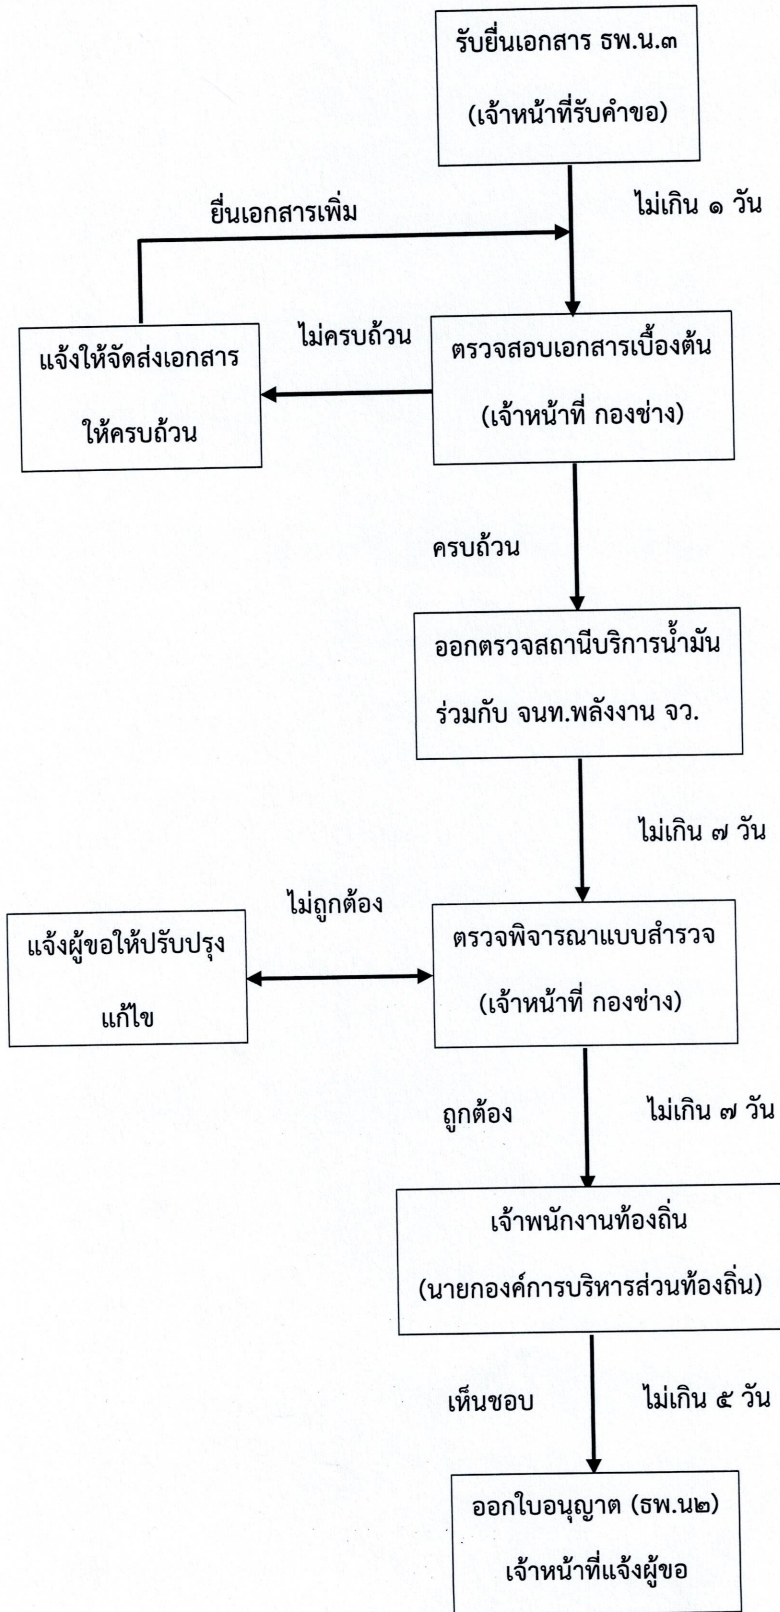 รับยื่นเอกสาร ธพ.น.๓
(เจ้าหน้าที่รับคำขอ)
ไม่เกิน ๑ วัน
ยื่นเอกสารเพิ่ม
แจ้งให้จัดส่งเอกสาร
ให้ครบถ้วน
ไม่ครบถ้วน
ตรวจสอบเอกสารเบื้องต้น
(เจ้าหน้าที่ กองช่าง)
ครบถ้วน
ออกตรวจสถานีบริการน้ำมัน
ร่วมกับ จนท.พลังงาน จว.
ไม่เกิน ๗ วัน
แจ้งผู้ขอให้ปรับปรุง
แก้ไข
ไม่ถูกต้อง
ตรวจพิจารณาแบบสำรวจ
(เจ้าหน้าที่ กองช่าง)
ถูกต้อง
ไม่เกิน ๗ วัน
เจ้าพนักงานท้องถิ่น
(นายกองค์การบริหารส่วนท้องถิ่น)
เห็นชอบ
ไม่เกิน ๕ วัน
ออกใบอนุญาต (ธพ.น๒)
เจ้าหน้าที่แจ้งผู้ขอ